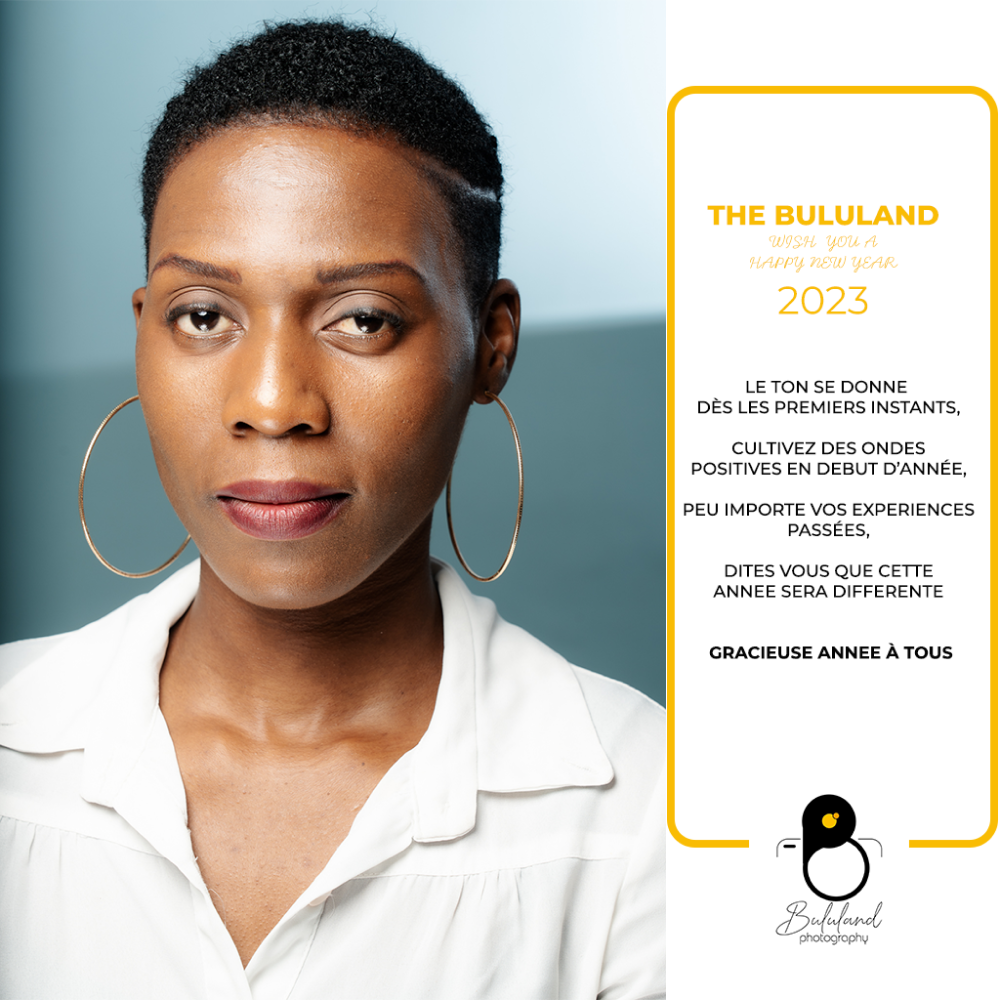 THE BULULAND
WISH YOU A
HAPPY NEW YEAR
2023
LE TON SE DONNE
DÈS LES PREMIERS INSTANTS,
CULTIVEZ DES ONDES
POSITIVES EN DEBUT D'ANNÉE,
PEU IMPORTE VOS EXPERIENCES
PASSÉES,
DITES VOUS QUE CETTE
ANNEE SERA DIFFERENTE
GRACIEUSE ANNEE À TOUS
Bululand
photography